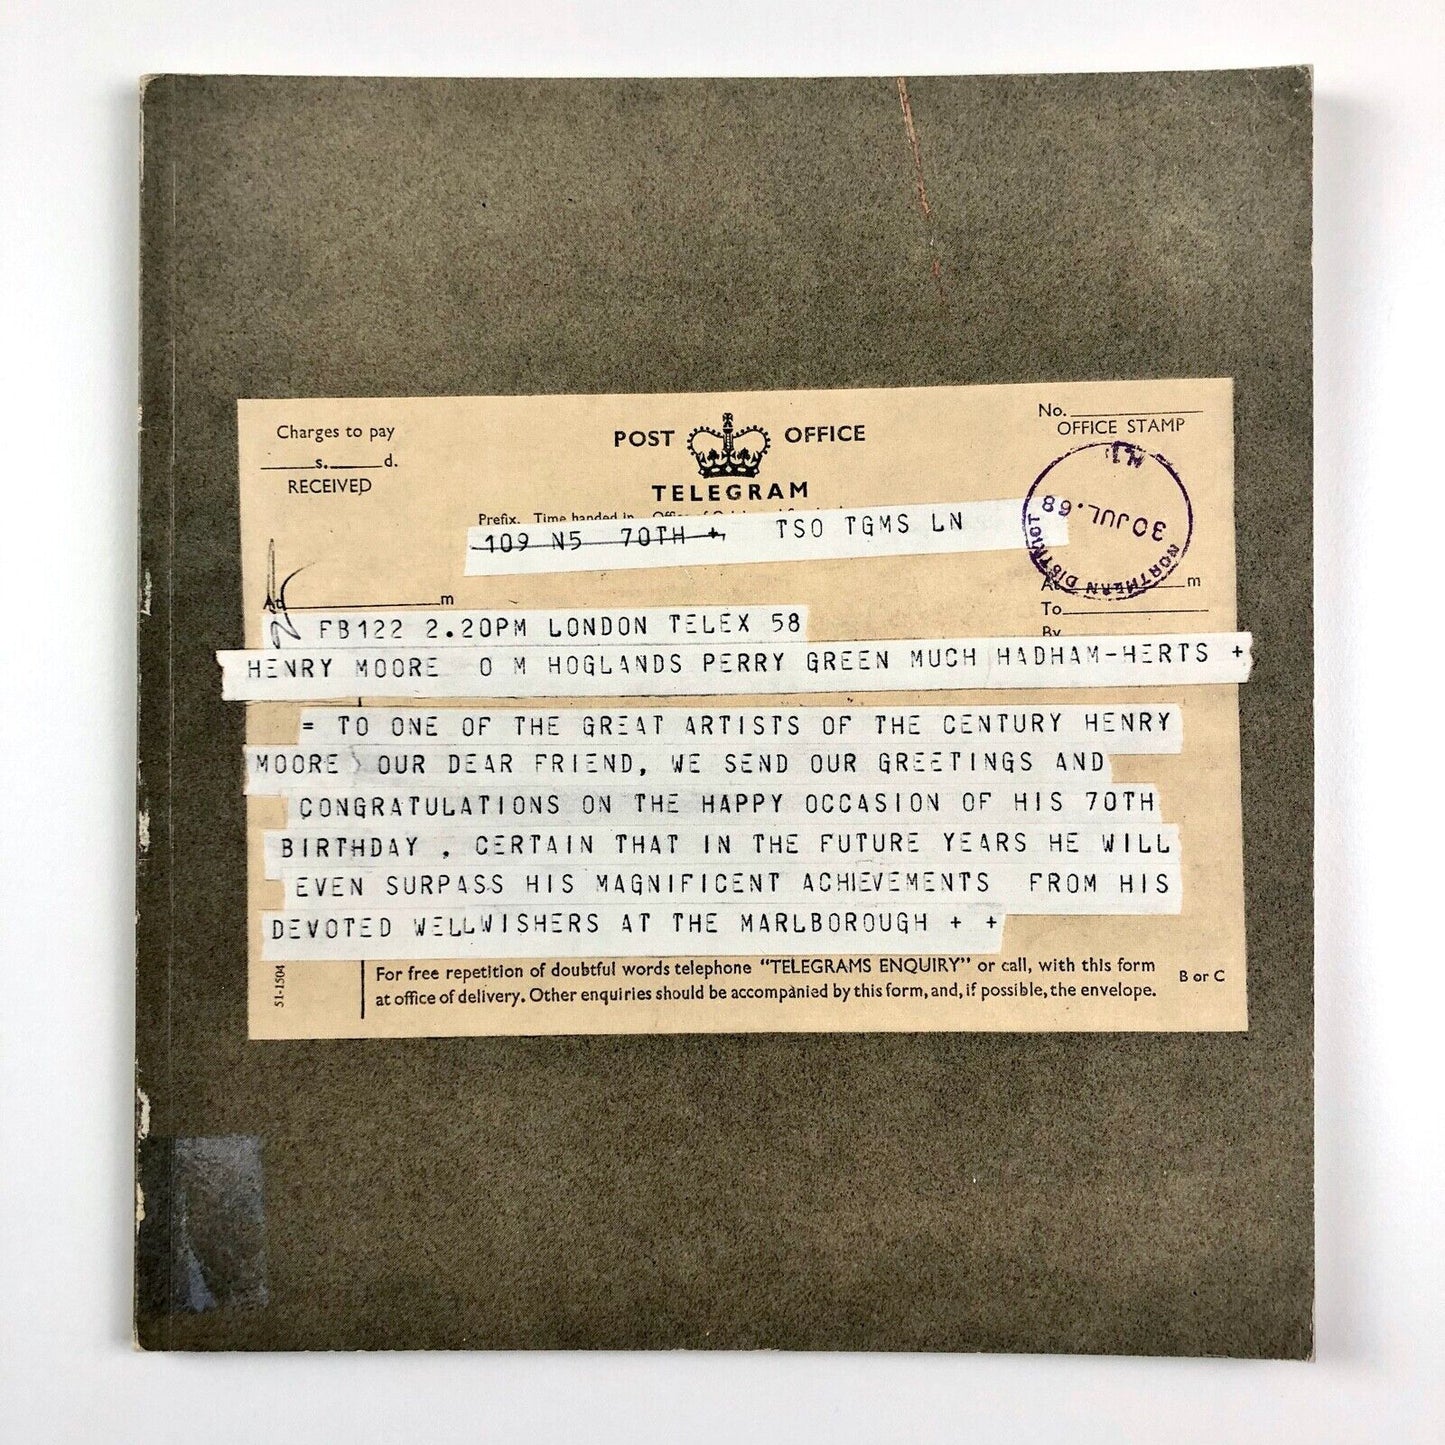 Charges to pay
s. d.
RECEIVED
POST OFFICE
TELEGRAM
No.
OFFICE STAMP
N.1.
30 JUL. 68
NORTHERN DISTRICT
Prefix. Time handed in.
109 N5 70TH + TSO TGMS LN
At m
At m
To
By
FB122 2.20PM LONDON TELEX 58
HENRY MOORE O M HOGLANDS PERRY GREEN MUCH HADHAM-HERTS +
= TO ONE OF THE GREAT ARTISTS OF THE CENTURY HENRY
MOORE OUR DEAR FRIEND, WE SEND OUR GREETINGS AND
CONGRATULATIONS ON THE HAPPY OCCASION OF HIS 70TH
BIRTHDAY . CERTAIN THAT IN THE FUTURE YEARS HE WILL
EVEN SURPASS HIS MAGNIFICENT ACHIEVEMENTS FROM HIS
DEVOTED WELLWISHERS AT THE MARLBOROUGH + +
51-1504
For free repetition of doubtful words telephone "TELEGRAMS ENQUIRY" or call, with this form
at office of delivery. Other enquiries should be accompanied by this form, and, if possible, the envelope.
B or C